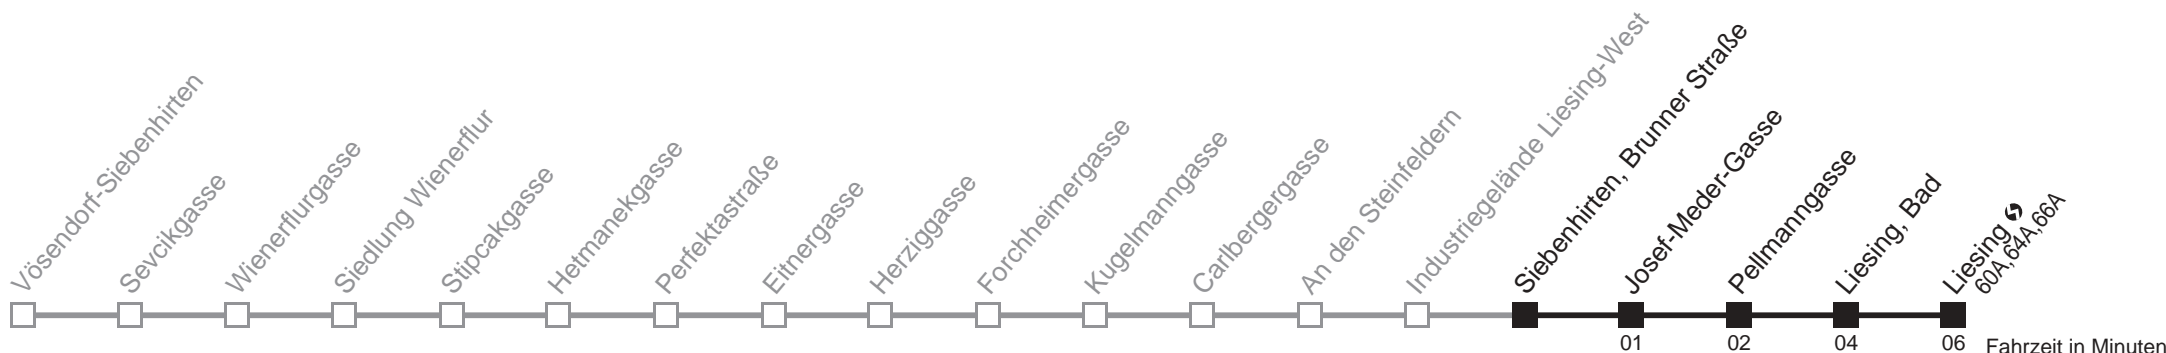 Vösendorf-Siebenhirten
Sevcikgasse
Wienerflurgasse
Siedlung Wienerflur
Stipcakgasse
Hetmanekgasse
Perfektastraße
Eitnergasse
Herziggasse
Forchheimergasse
Kugelmanngasse
Carlbergergasse
An den Steinfeldern
Industriegelände Liesing-West
Siebenhirten, Brunner Straße
Josef-Meder-Gasse
Pellmanngasse
Liesing, Bad
Liesing
60A,64A,66A
01
02
04
06
Fahrzeit in Minuten